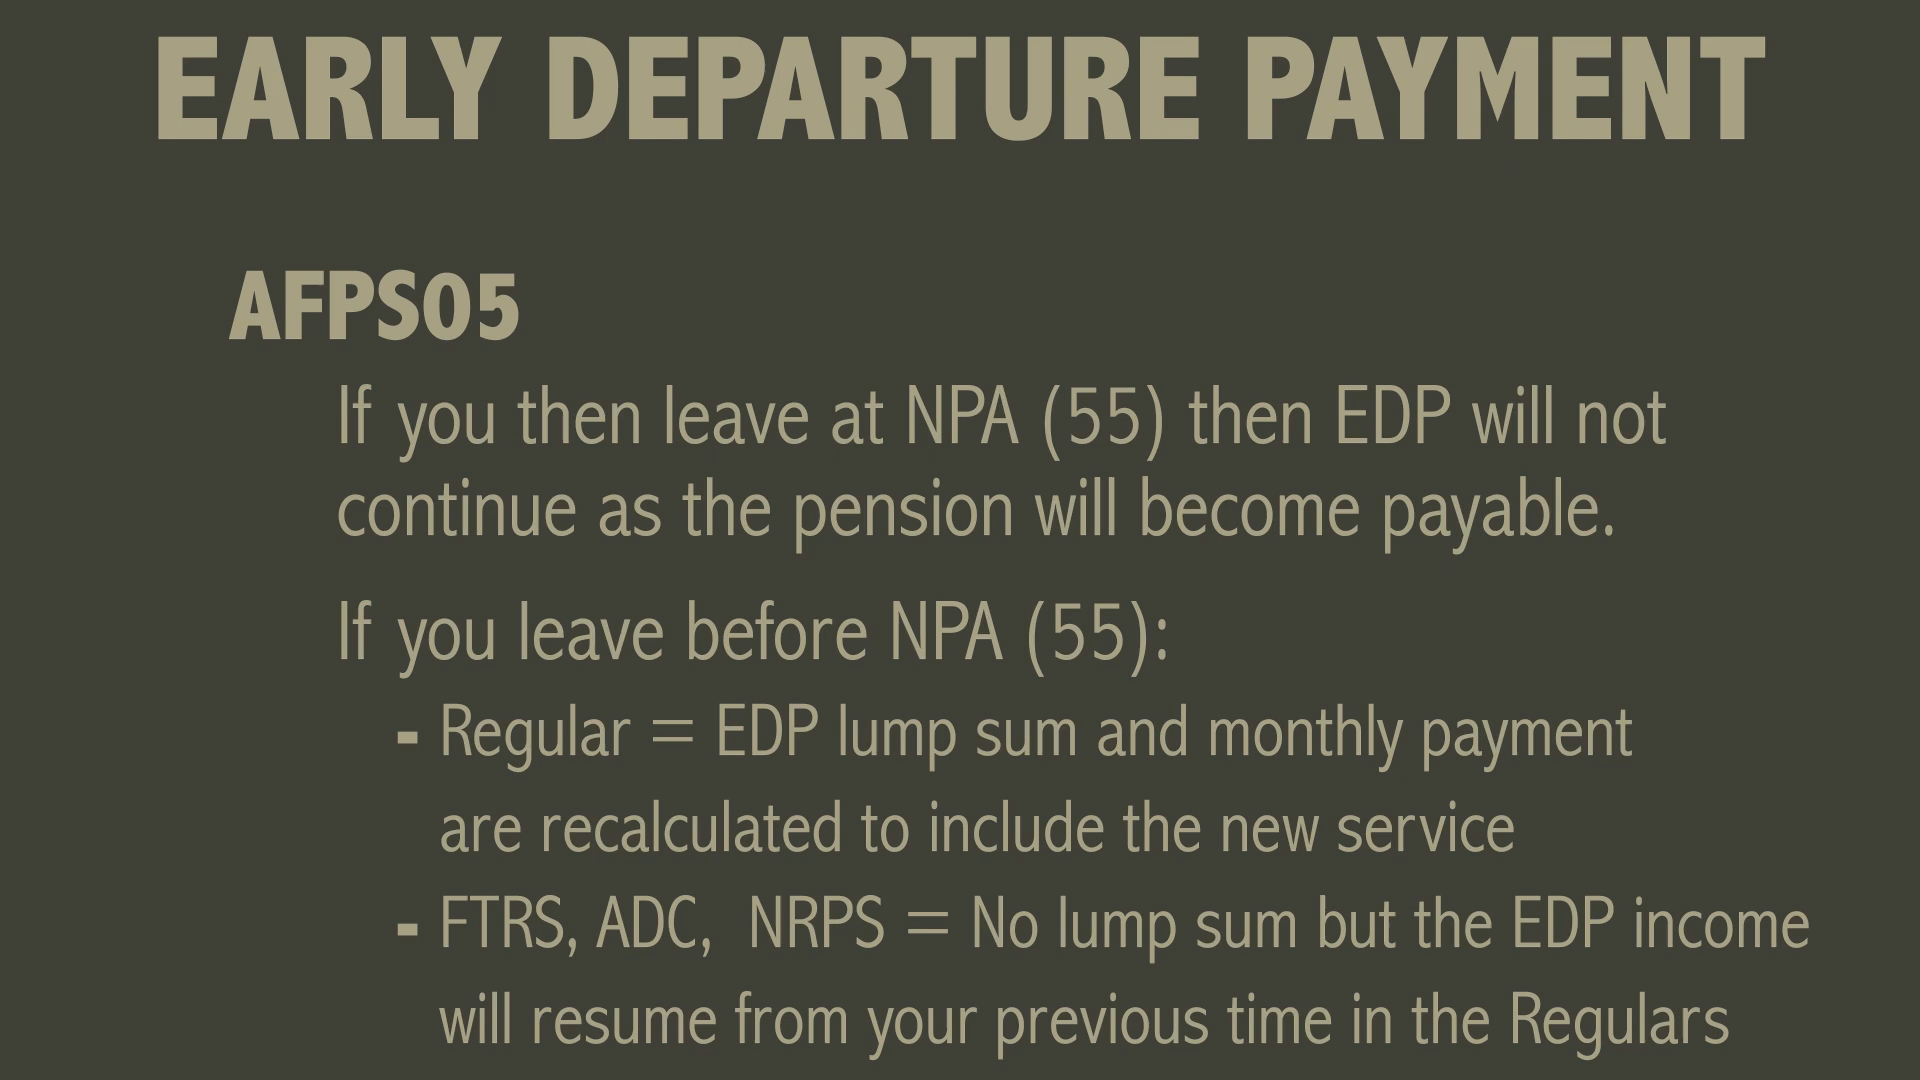 EARLY DEPARTURE PAYMENT
AFPS05
If you then leave at NPA (55) then EDP will not
continue as the pension will become payable.
If you leave before NPA (55):
- Regular = EDP lump sum and monthly payment
are recalculated to include the new service
- FTRS, ADC, NRPS = No lump sum but the EDP income
will resume from your previous time in the Regulars